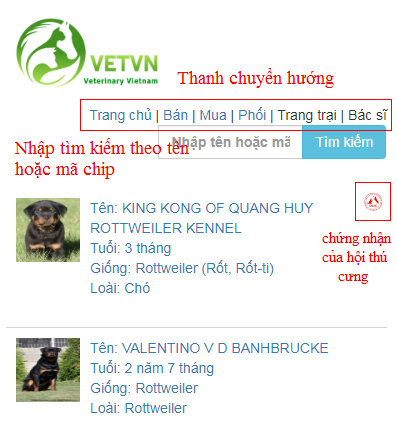 VETVN
Veterinary Vietnam
Thanh chuyển hướng
Trang chủ | Bán | Mua | Phối | Trang trại | Bác sĩ
Nhập tên hoặc mã
Tìm kiếm
Nhập tìm kiếm theo tên
hoặc mã chip
chứng nhận
của hội thú
cưng
Tên: KING KONG OF QUANG HUY
ROTTWEILER KENNEL
Tuổi: 3 tháng
Giống: Rottweiler (Rốt, Rốt-ti)
Loài: Chó
Tên: VALENTINO V D BANHBRUCKE
Tuổi: 2 năm 7 tháng
Giống: Rottweiler
Loài: Rottweiler